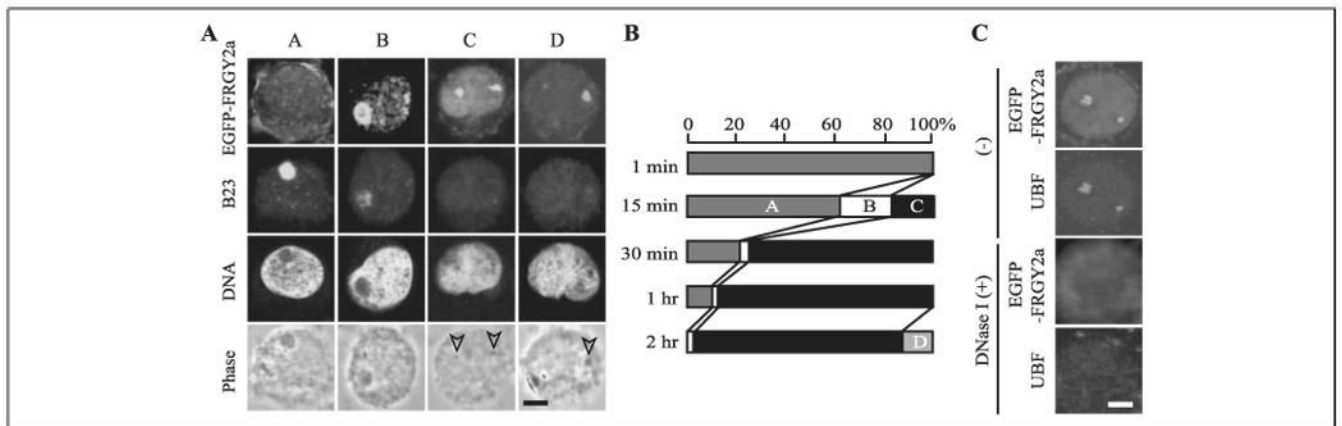 A
A B C D
EGFP-FRGY2a
B23
DNA
Phase
B
0 20 40 60 80 100%
1 min
15 min
A B C
30 min
1 hr
2 hr
D
C
(-)
EGFP
-FRGY2a
UBF
DNase I (+)
EGFP
-FRGY2a
UBF